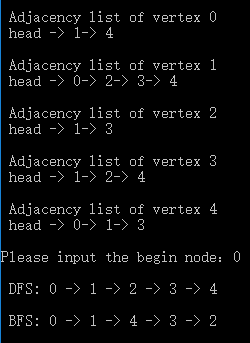 Adjacency list of vertex 0
head -> 1-> 4
Adjacency list of vertex 1
head -> 0-> 2-> 3-> 4
Adjacency list of vertex 2
head -> 1-> 3
Adjacency list of vertex 3
head -> 1-> 2-> 4
Adjacency list of vertex 4
head -> 0-> 1-> 3
Please input the begin node：0
DFS: 0 -> 1 -> 2 -> 3 -> 4
BFS: 0 -> 1 -> 4 -> 3 -> 2